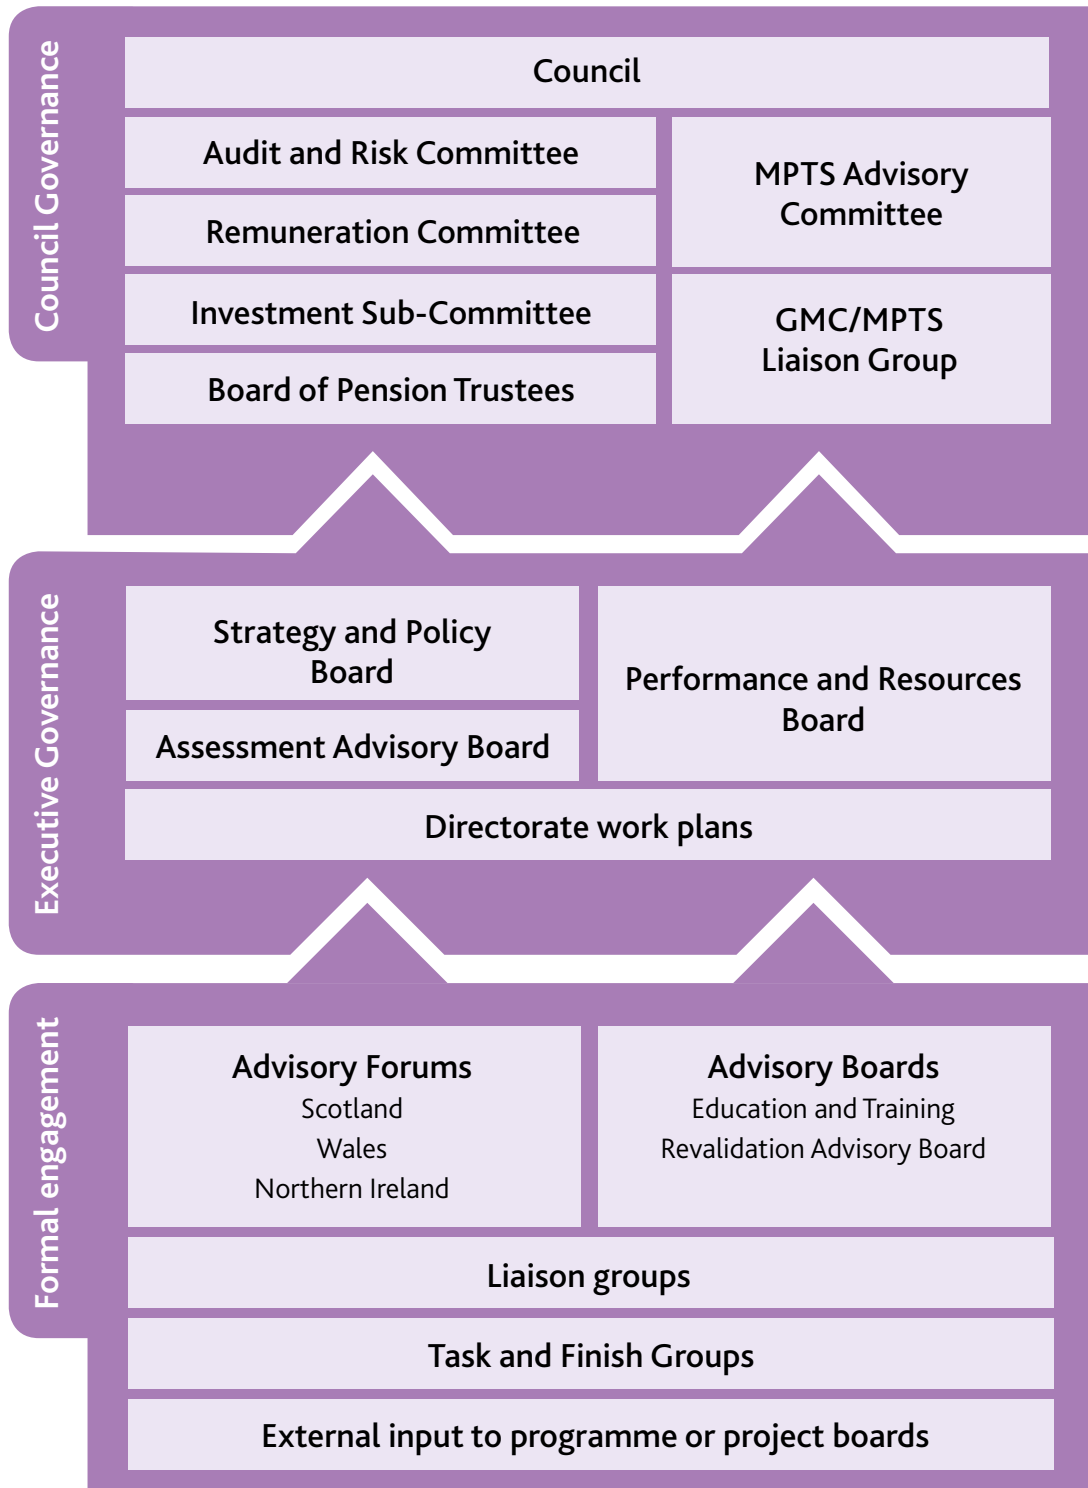 Council Governance
Council
Audit and Risk Committee
Remuneration Committee
Investment Sub-Committee
Board of Pension Trustees
MPTS Advisory
Committee
GMC/MPTS
Liaison Group
Executive Governance
Strategy and Policy
Board
Assessment Advisory Board
Performance and Resources
Board
Directorate work plans
Formal engagement
Advisory Forums
Scotland
Wales
Northern Ireland
Advisory Boards
Education and Training
Revalidation Advisory Board
Liaison groups
Task and Finish Groups
External input to programme or project boards